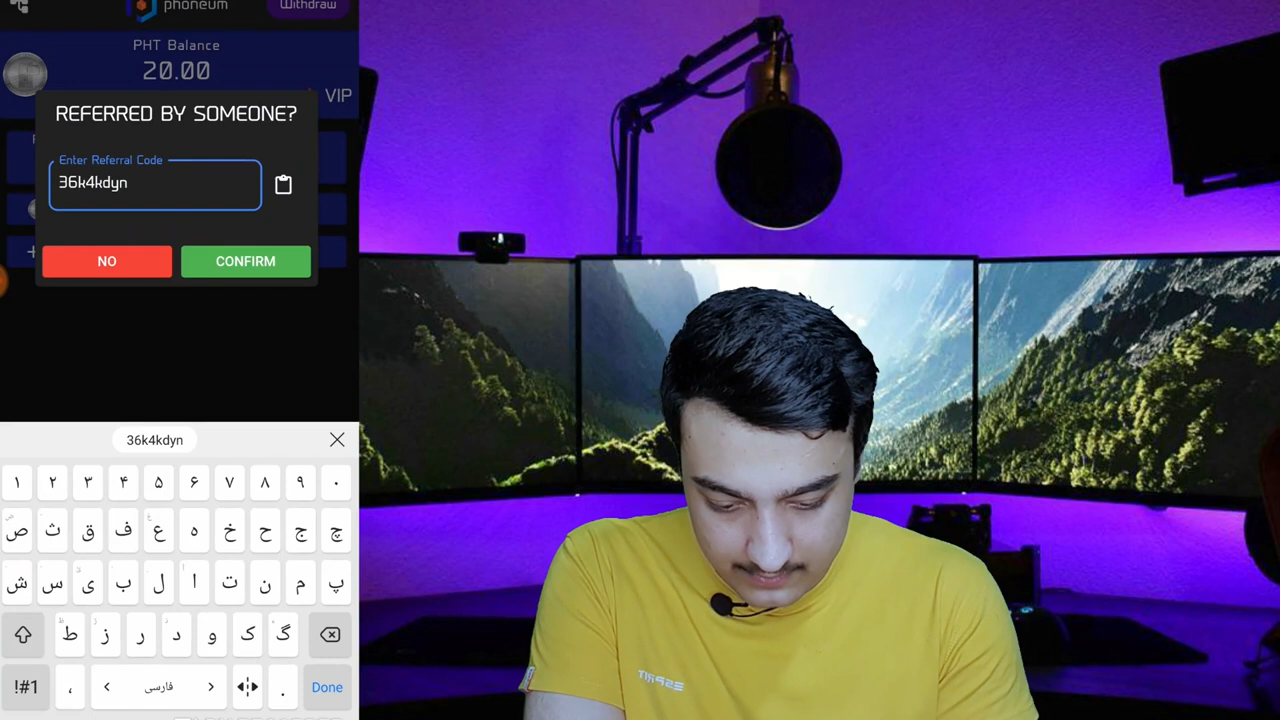 phoneum
Withdraw
PHT Balance
20.00
VIP
REFERRED BY SOMEONE?
Enter Referral Code
36k4kdyn
NO
CONFIRM
36k4kdyn
۱ ۲ ۳ ۴ ۵ ۶ ۷ ۸ ۹ ۰
ص ث ق ف ع ه خ ح ج چ
ش س ی ب ل ا ت ن م پ
ط ز ر د و ک گ
!#1 ، < فارسی > . Done
ESPRIT